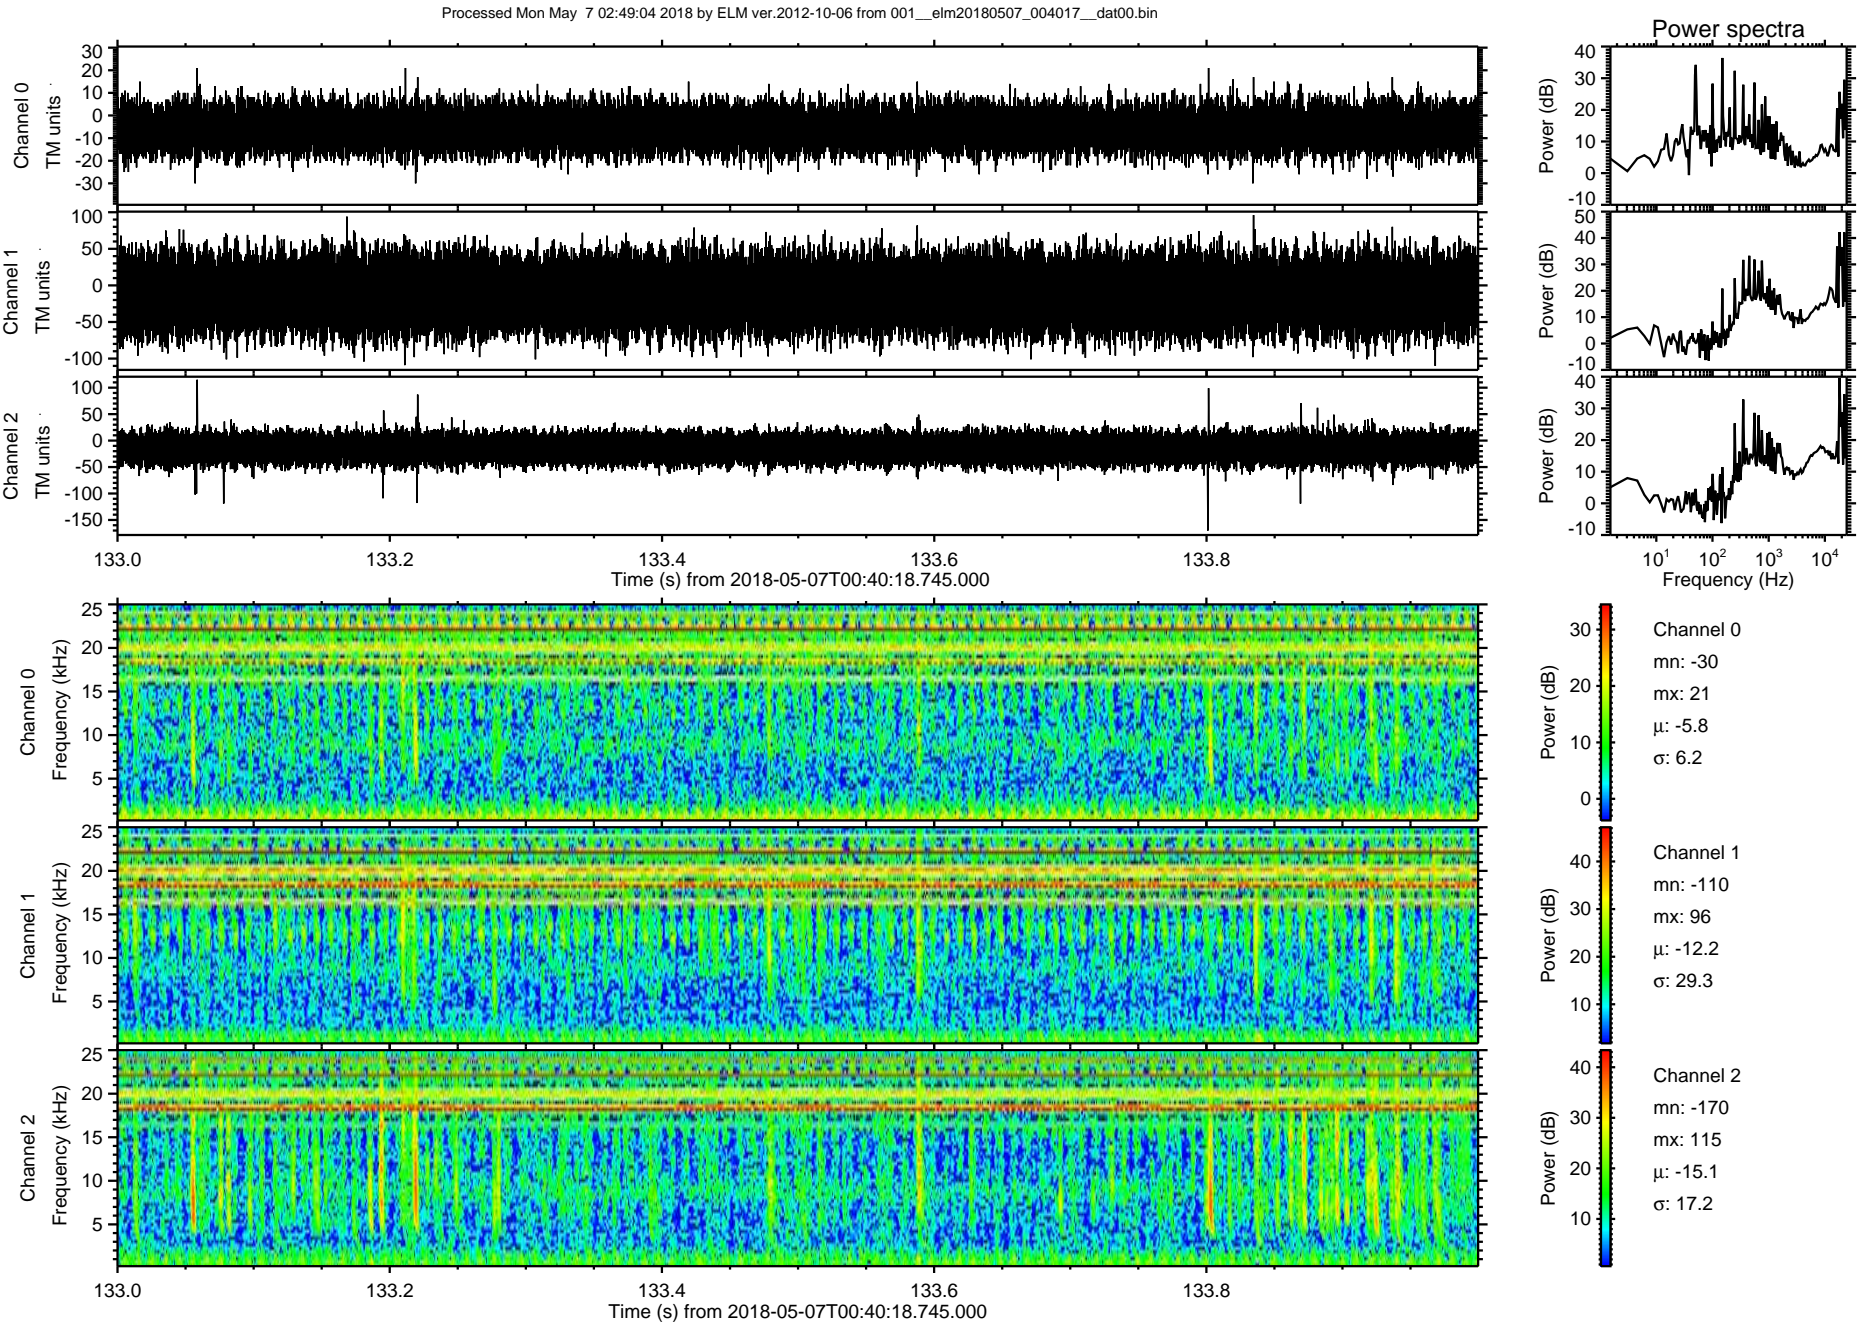 Processed Mon May  7 02:49:04 2018 by ELM ver.2012-10-06 from 001__elm20180507_004017__dat00.bin
Power spectra
Channel 0
TM units
30
20
10
0
-10
-20
-30
Power (dB)
40
30
20
10
0
-10
Channel 1
TM units
100
50
0
-50
-100
Power (dB)
50
40
30
20
10
0
-10
Channel 2
TM units
100
50
0
-50
-100
-150
Power (dB)
40
30
20
10
0
-10
133.0 133.2 133.4 133.6 133.8
Time (s) from 2018-05-07T00:40:18.745.000
10¹ 10² 10³ 10⁴
Frequency (Hz)
Channel 0
Frequency (kHz)
25
20
15
10
5
Power (dB)
30
20
10
0
Channel 0
mn: -30
mx: 21
µ: -5.8
σ: 6.2
Channel 1
Frequency (kHz)
25
20
15
10
5
Power (dB)
40
30
20
10
Channel 1
mn: -110
mx: 96
µ: -12.2
σ: 29.3
Channel 2
Frequency (kHz)
25
20
15
10
5
Power (dB)
40
30
20
10
Channel 2
mn: -170
mx: 115
µ: -15.1
σ: 17.2
133.0 133.2 133.4 133.6 133.8
Time (s) from 2018-05-07T00:40:18.745.000